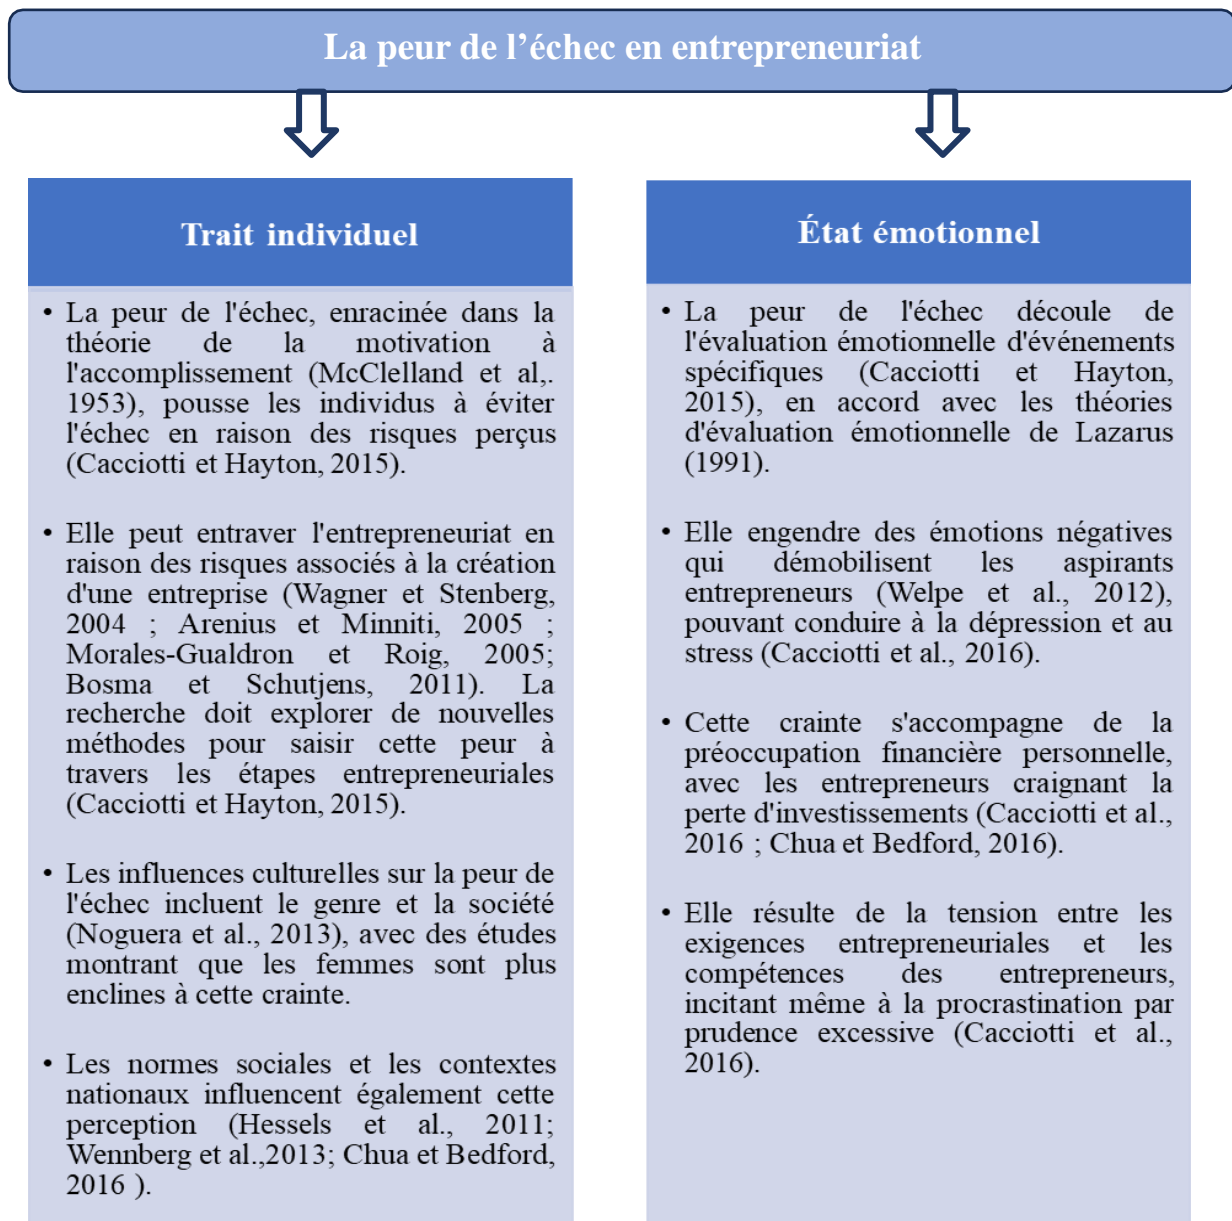 La peur de l’échec en entrepreneuriat
Trait individuel
• La peur de l'échec, enracinée dans la
théorie de la motivation à
l'accomplissement (McClelland et al,.
1953), pousse les individus à éviter
l'échec en raison des risques perçus
(Cacciotti et Hayton, 2015).
• Elle peut entraver l'entrepreneuriat en
raison des risques associés à la création
d'une entreprise (Wagner et Stenberg,
2004 ; Arenius et Minniti, 2005 ;
Morales-Gualdron et Roig, 2005;
Bosma et Schutjens, 2011). La
recherche doit explorer de nouvelles
méthodes pour saisir cette peur à
travers les étapes entrepreneuriales
(Cacciotti et Hayton, 2015).
• Les influences culturelles sur la peur de
l'échec incluent le genre et la société
(Noguera et al., 2013), avec des études
montrant que les femmes sont plus
enclines à cette crainte.
• Les normes sociales et les contextes
nationaux influencent également cette
perception (Hessels et al., 2011;
Wennberg et al.,2013; Chua et Bedford,
2016 ).
État émotionnel
• La peur de l'échec découle de
l'évaluation émotionnelle d'événements
spécifiques (Cacciotti et Hayton,
2015), en accord avec les théories
d'évaluation émotionnelle de Lazarus
(1991).
• Elle engendre des émotions négatives
qui démobilisent les aspirants
entrepreneurs (Welpe et al., 2012),
pouvant conduire à la dépression et au
stress (Cacciotti et al., 2016).
• Cette crainte s'accompagne de la
préoccupation financière personnelle,
avec les entrepreneurs craignant la
perte d'investissements (Cacciotti et al.,
2016 ; Chua et Bedford, 2016).
• Elle résulte de la tension entre les
exigences entrepreneuriales et les
compétences des entrepreneurs,
incitant même à la procrastination par
prudence excessive (Cacciotti et al.,
2016).